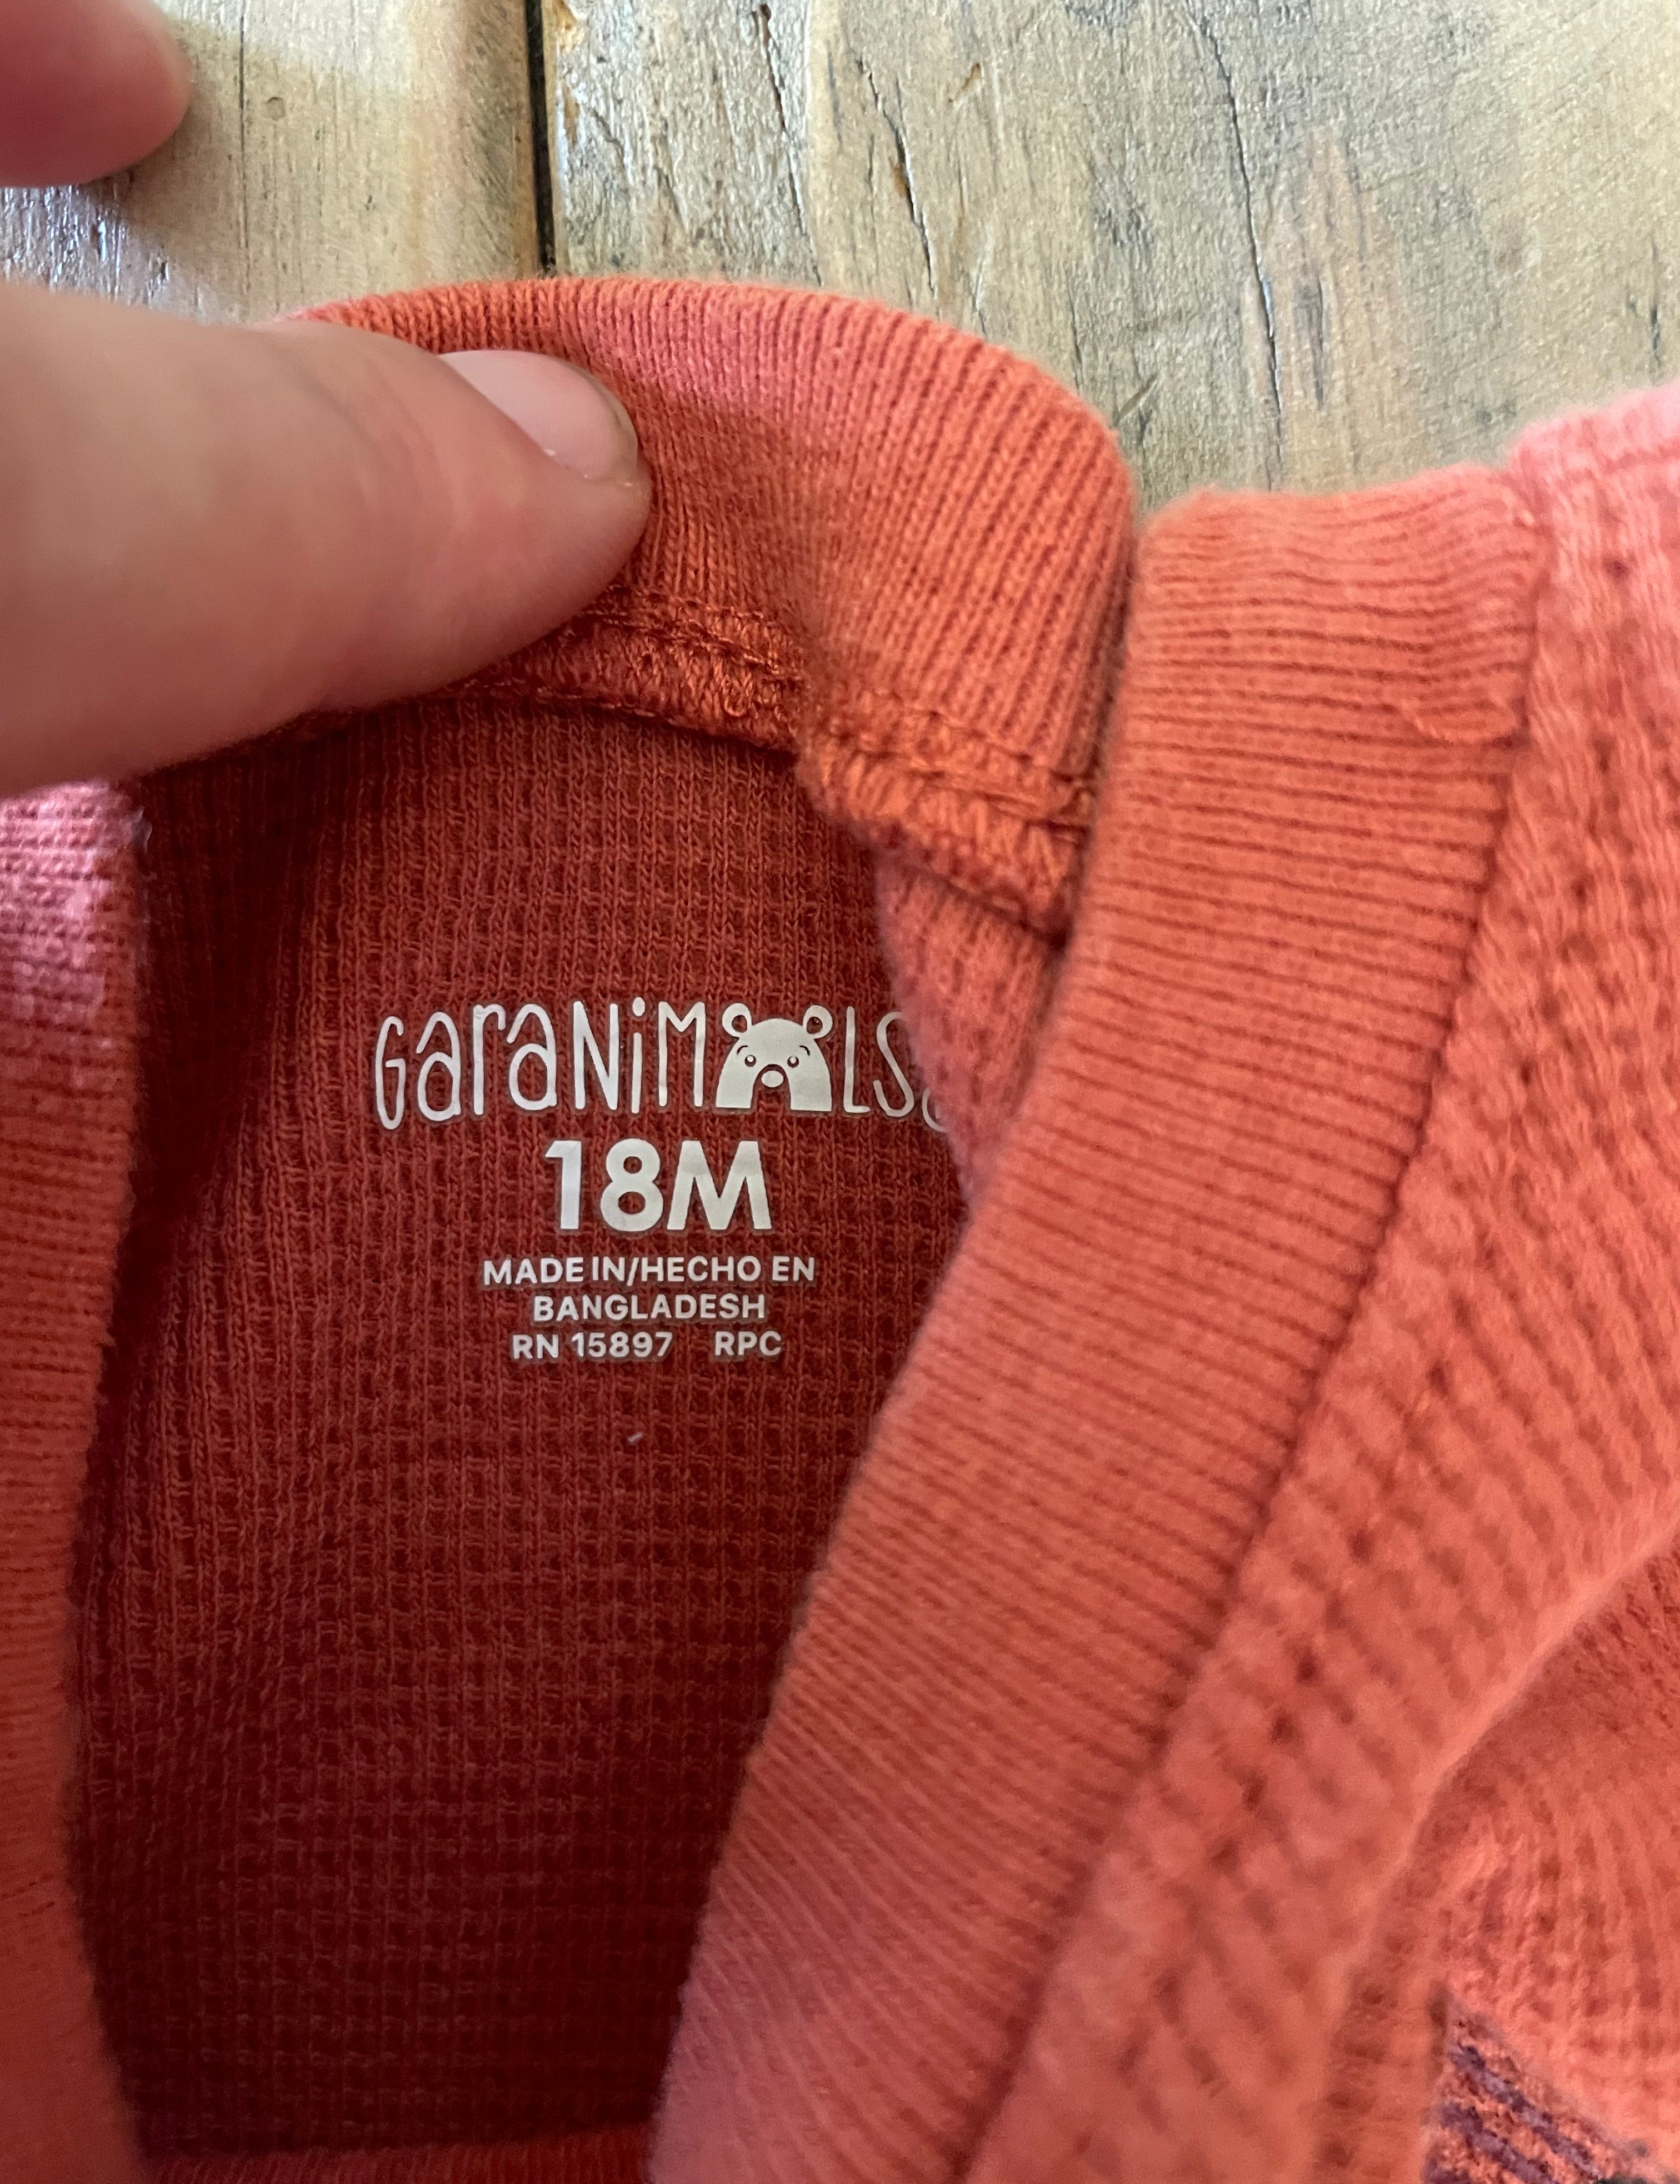 GaraNiMALS
18M
MADE IN/HECHO EN
BANGLADESH
RN 15897 RPC